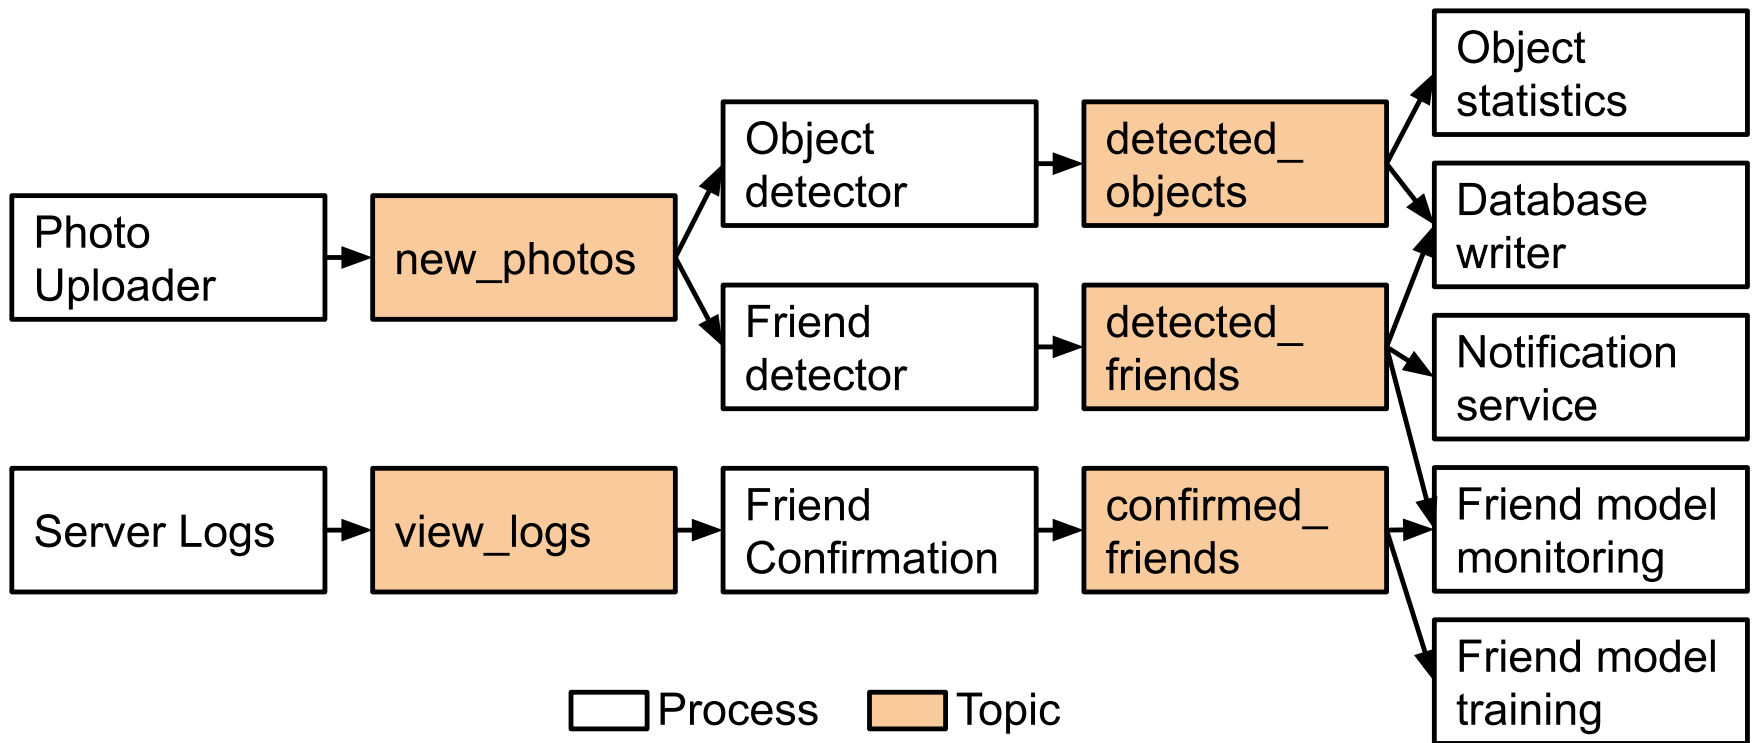 Photo
Uploader
new_photos
Object
detector
Friend
detector
detected_
objects
detected_
friends
Object
statistics
Database
writer
Notification
service
Server Logs
view_logs
Friend
Confirmation
confirmed_
friends
Friend model
monitoring
Friend model
training
Process
Topic